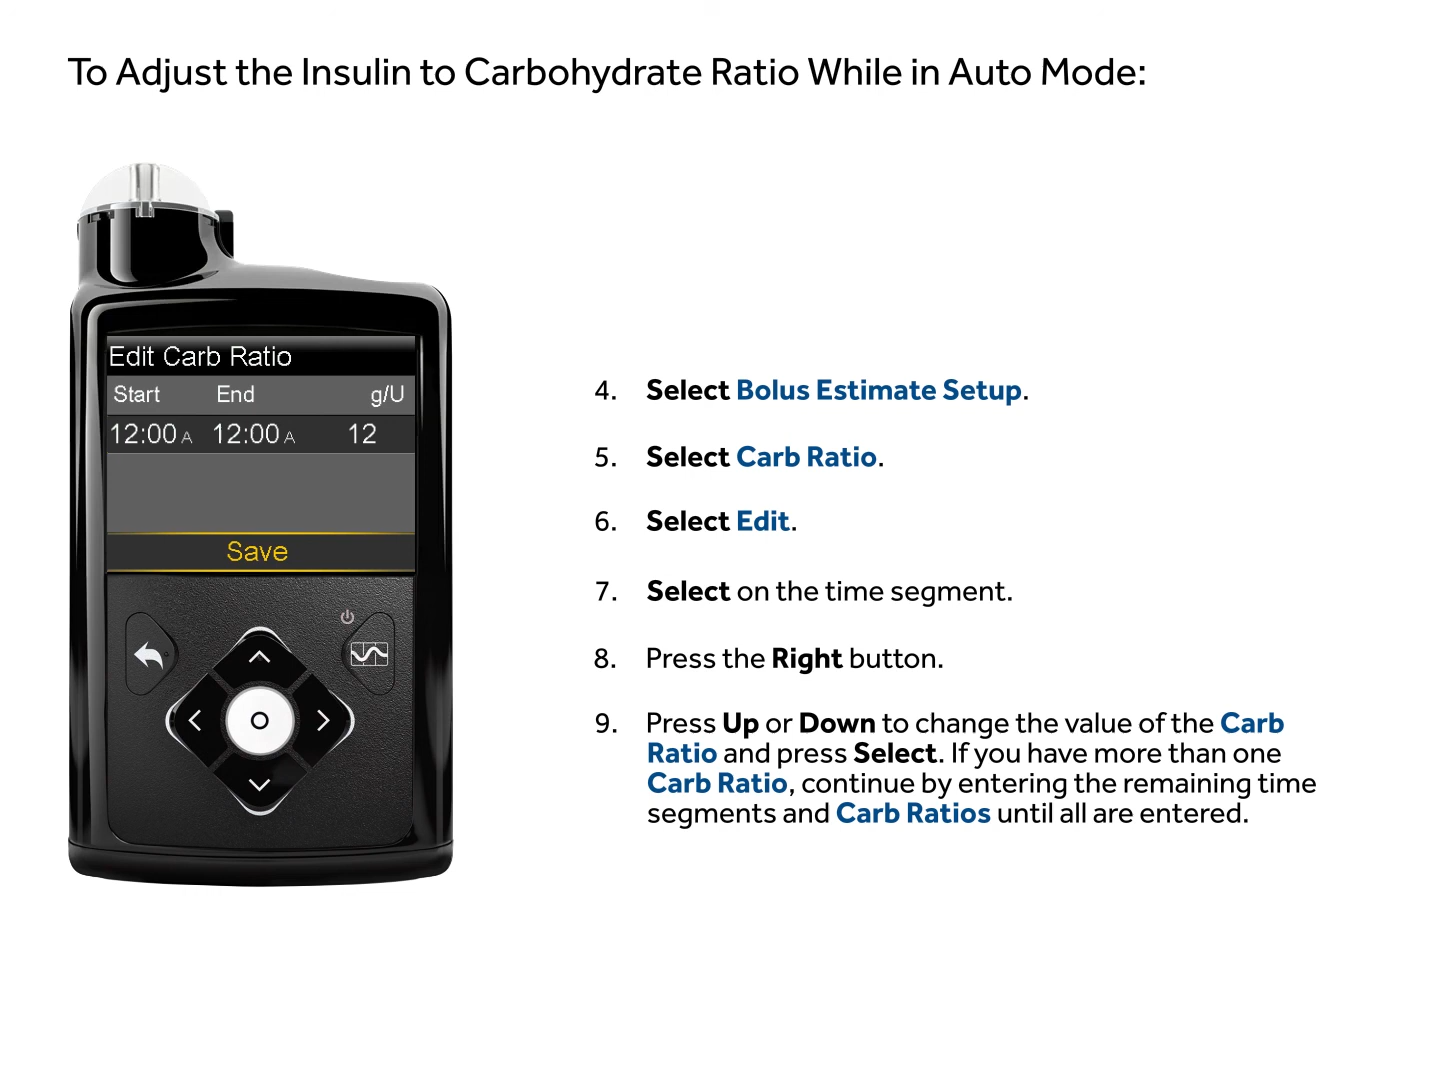 To Adjust the Insulin to Carbohydrate Ratio While in Auto Mode:
Edit Carb Ratio
Start End g/U
12:00 A 12:00 A 12
Save
4. Select Bolus Estimate Setup.
5. Select Carb Ratio.
6. Select Edit.
7. Select on the time segment.
8. Press the Right button.
9. Press Up or Down to change the value of the Carb
Ratio and press Select. If you have more than one
Carb Ratio, continue by entering the remaining time
segments and Carb Ratios until all are entered.